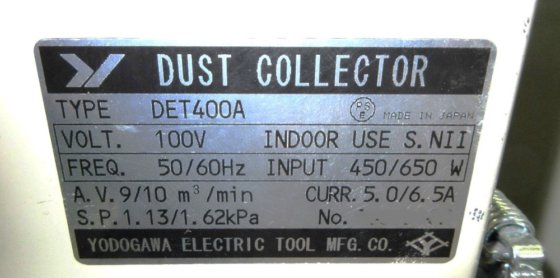 DUST COLLECTOR
TYPE DET400A PS E MADE IN JAPAN
VOLT. 100V INDOOR USE S.NII
FREQ. 50/60Hz INPUT 450/650 W
A.V.9/10 m³/min CURR.5.0/6.5A
S.P.1.13/1.62kPa No.
YODOGAWA ELECTRIC TOOL MFG.CO.